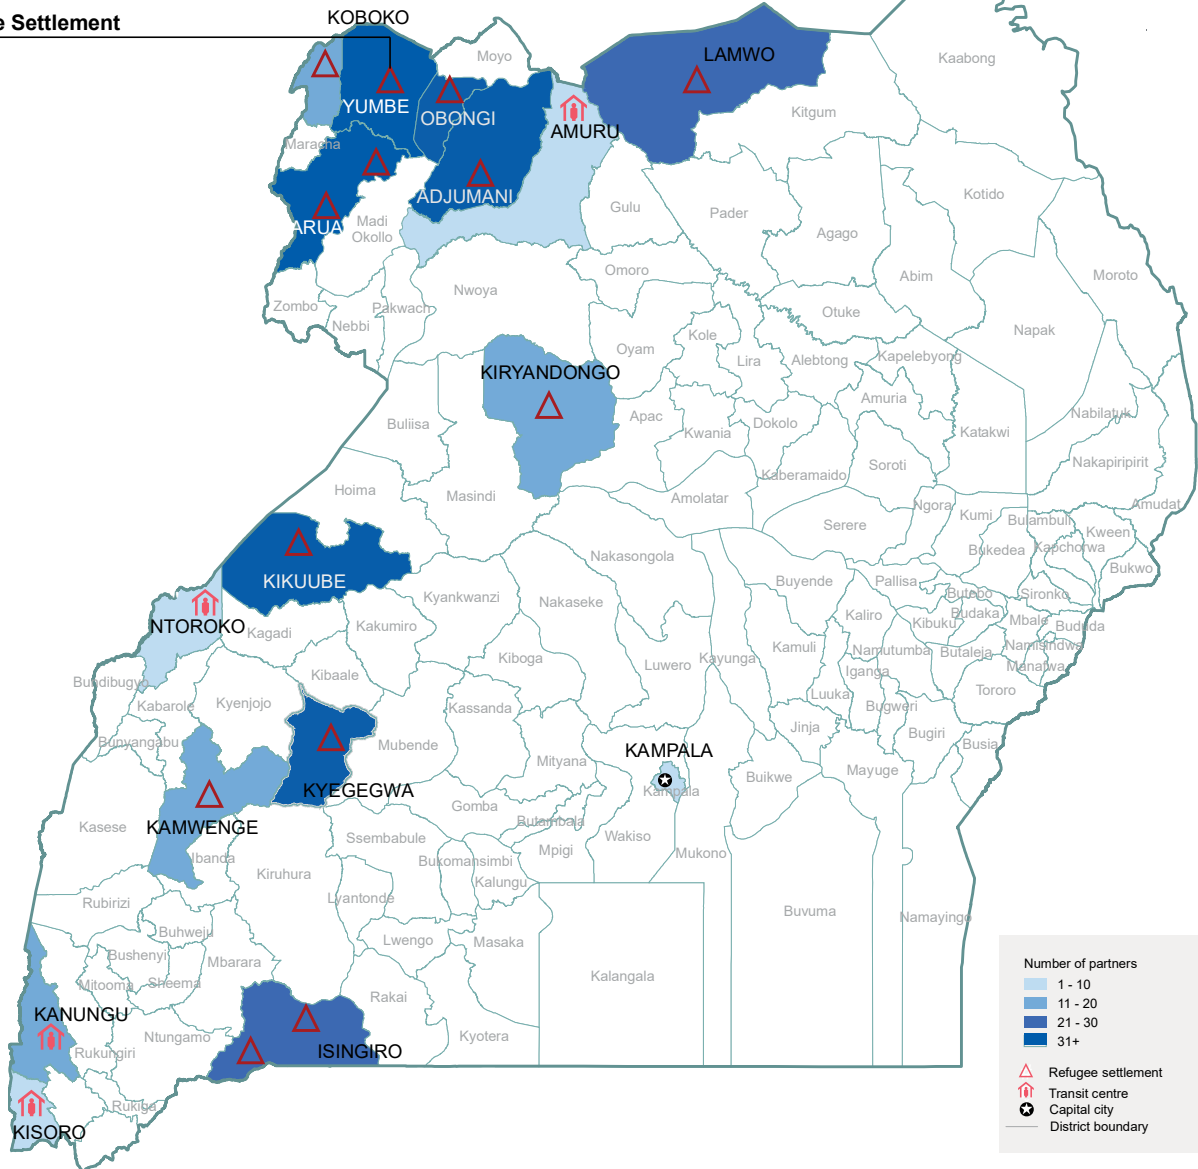 e Settlement
KOBOKO
Moyo
LAMWO
Kaabong
YUMBE
OBONGI
AMURU
Kitgum
Maracha
ADJUMANI
Kotido
ARUA
Madi
Okollo
Gulu
Pader
Agago
Omoro
Abim
Moroto
Nwoya
Zombo
Pakwach
Nebbi
Otuke
Napak
Kole
Oyam
Lira
Alebtong
Kapelebyong
KIRYANDONGO
Amuria
Buliisa
Apac
Kwania
Dokolo
Katakwi
Nabilatuk
Nakapiripirit
Soroti
Kaberamaido
Hoima
Masindi
Amolatar
Ngora
Kumi
Amudat
Serere
Bulambuli
Kween
Bukedea
Kapchorwa
Bukwo
Nakasongola
KIKUUBE
Buyende
Pallisa
Butebo
Sironko
Kyankwanzi
Nakaseke
Kaliro
Kibuku
Budaka
Mbale
Bududa
NTOROKO
Kagadi
Kakumiro
Kamuli
Namutumba
Butaleja
Namisindwa
Manafwa
Kiboga
Luwero
Kayunga
Iganga
Kibaale
Bundibugyo
Luuka
Tororo
Kabarole
Kyenjojo
Kassanda
Bugweri
Jinja
Bugiri
Busia
Bunyangabu
Mubende
KAMPALA
Mityana
Kampala
Buikwe
Mayuge
KYEGEGWA
Gomba
Butambala
Kasese
KAMWENGE
Ssembabule
Mpigi
Wakiso
Mukono
Ibanda
Kiruhura
Bukomansimbi
Kalungu
Lyantonde
Rubirizi
Buvuma
Namayingo
Buhweju
Lwengo
Masaka
Bushenyi
Mbarara
Mitooma
Sheema
Kalangala
Rakai
KANUNGU
Ntungamo
Kyotera
Rukungiri
ISINGIRO
Rukiga
KISORO
Number of partners
1 - 10
11 - 20
21 - 30
31+
Refugee settlement
Transit centre
Capital city
District boundary